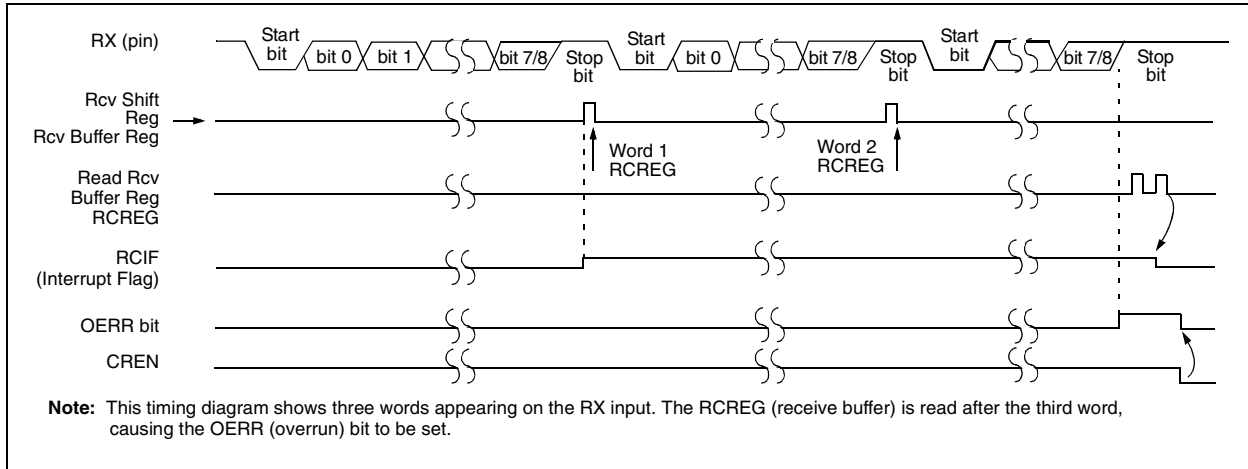 RX (pin)
Start bit
bit 0
bit 1
bit 7/8
Stop bit
Start bit
bit 0
bit 7/8
Stop bit
Start bit
bit 7/8
Stop bit
Rcv Shift
Reg
Rcv Buffer Reg
Word 1
RCREG
Word 2
RCREG
Read Rcv
Buffer Reg
RCREG
RCIF
(Interrupt Flag)
OERR bit
CREN
Note: This timing diagram shows three words appearing on the RX input. The RCREG (receive buffer) is read after the third word,
causing the OERR (overrun) bit to be set.